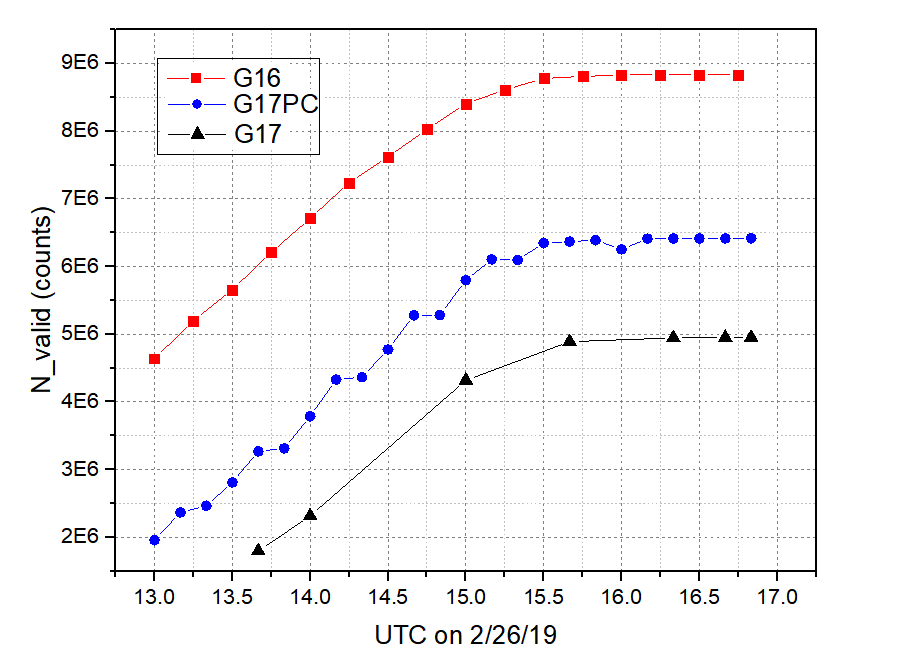 G16
G17PC
G17
9E6
8E6
7E6
6E6
5E6
4E6
3E6
2E6
N_valid (counts)
13.0 13.5 14.0 14.5 15.0 15.5 16.0 16.5 17.0
UTC on 2/26/19